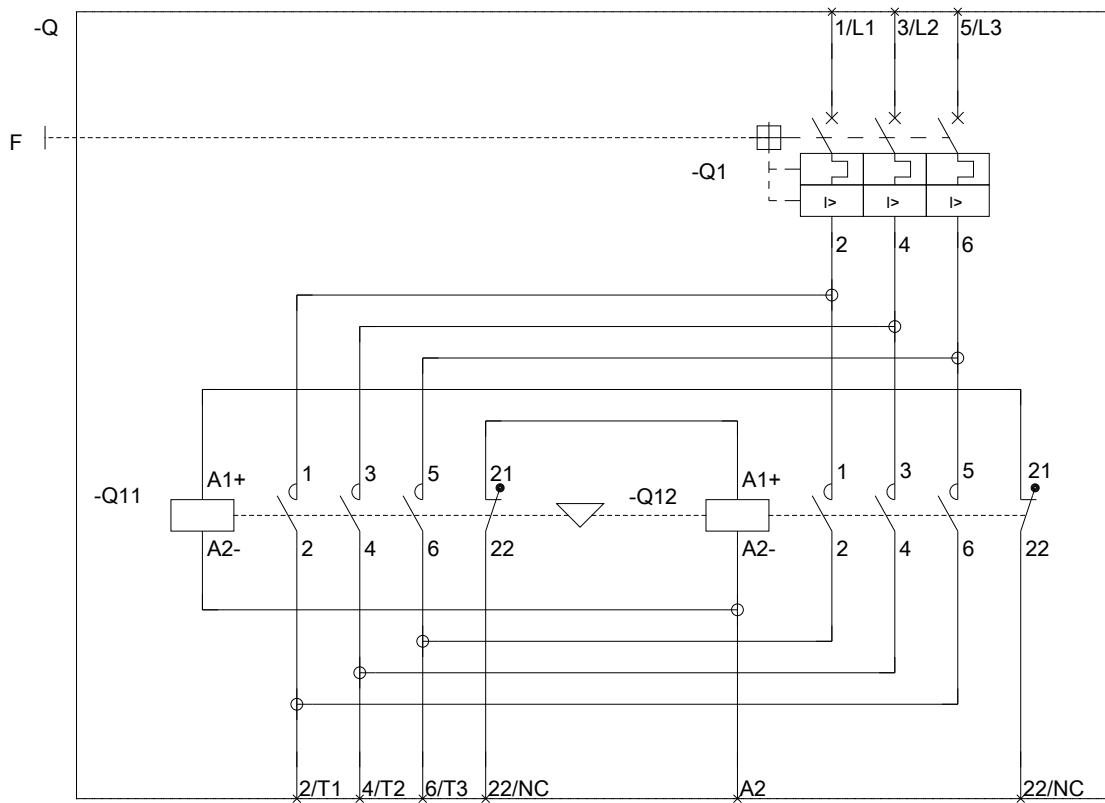 -Q 1/L1 3/L2 5/L3
F
-Q1
I> I> I>
2 4 6
1 3 5 21 1 3 5 21
A1+ A1+
-Q11 -Q12
A2- 2 4 6 22 A2- 2 4 6 22
2/T1 4/T2 6/T3 22/NC A2 22/NC